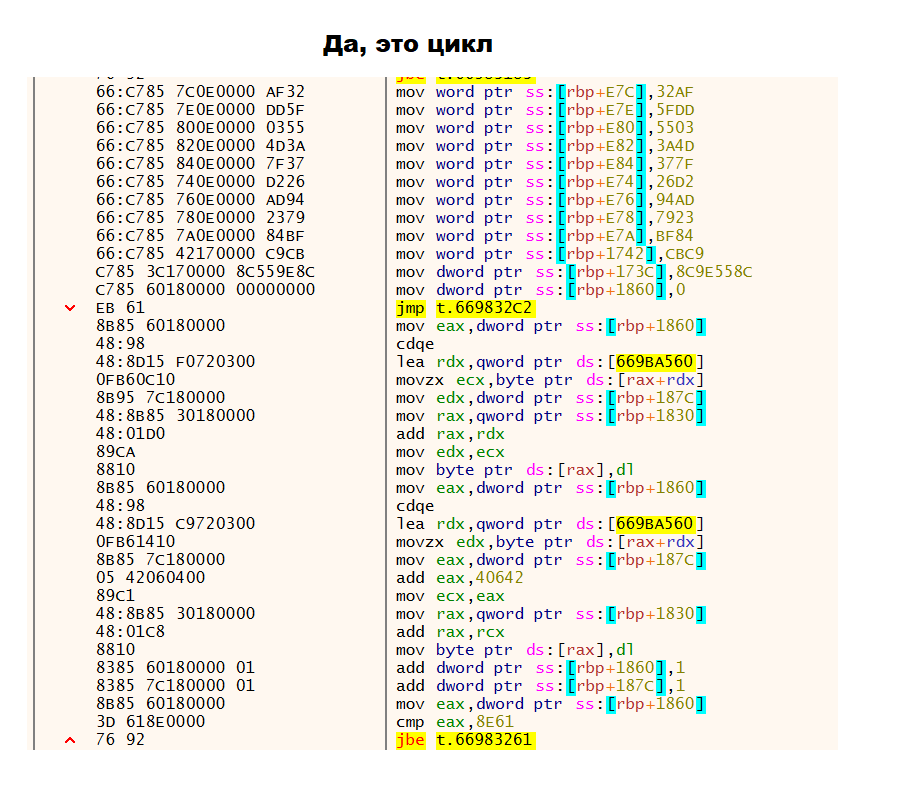 Да, это цикл
66:C785 7C0E0000 AF32 mov word ptr ss:[rbp+E7C],32AF
66:C785 7E0E0000 DD5F mov word ptr ss:[rbp+E7E],5FDD
66:C785 800E0000 0355 mov word ptr ss:[rbp+E80],5503
66:C785 820E0000 4D3A mov word ptr ss:[rbp+E82],3A4D
66:C785 840E0000 7F37 mov word ptr ss:[rbp+E84],377F
66:C785 740E0000 D226 mov word ptr ss:[rbp+E74],26D2
66:C785 760E0000 AD94 mov word ptr ss:[rbp+E76],94AD
66:C785 780E0000 2379 mov word ptr ss:[rbp+E78],7923
66:C785 7A0E0000 84BF mov word ptr ss:[rbp+E7A],BF84
66:C785 42170000 C9CB mov word ptr ss:[rbp+1742],CBC9
C785 3C170000 8C559E8C mov dword ptr ss:[rbp+173C],8C9E558C
C785 60180000 00000000 mov dword ptr ss:[rbp+1860],0
EB 61 jmp t.669832C2
8B85 60180000 mov eax,dword ptr ss:[rbp+1860]
48:98 cdqe
48:8D15 F0720300 lea rdx,qword ptr ds:[669BA560]
0FB60C10 movzx ecx,byte ptr ds:[rax+rdx]
8B95 7C180000 mov edx,dword ptr ss:[rbp+187C]
48:8B85 30180000 mov rax,qword ptr ss:[rbp+1830]
48:01D0 add rax,rdx
89CA mov edx,ecx
8810 mov byte ptr ds:[rax],dl
8B85 60180000 mov eax,dword ptr ss:[rbp+1860]
48:98 cdqe
48:8D15 C9720300 lea rdx,qword ptr ds:[669BA560]
0FB61410 movzx edx,byte ptr ds:[rax+rdx]
8B85 7C180000 mov eax,dword ptr ss:[rbp+187C]
05 42060400 add eax,40642
89C1 mov ecx,eax
48:8B85 30180000 mov rax,qword ptr ss:[rbp+1830]
48:01C8 add rax,rcx
8810 mov byte ptr ds:[rax],dl
8385 60180000 01 add dword ptr ss:[rbp+1860],1
8385 7C180000 01 add dword ptr ss:[rbp+187C],1
8B85 60180000 mov eax,dword ptr ss:[rbp+1860]
3D 618E0000 cmp eax,8E61
76 92 jbe t.66983261